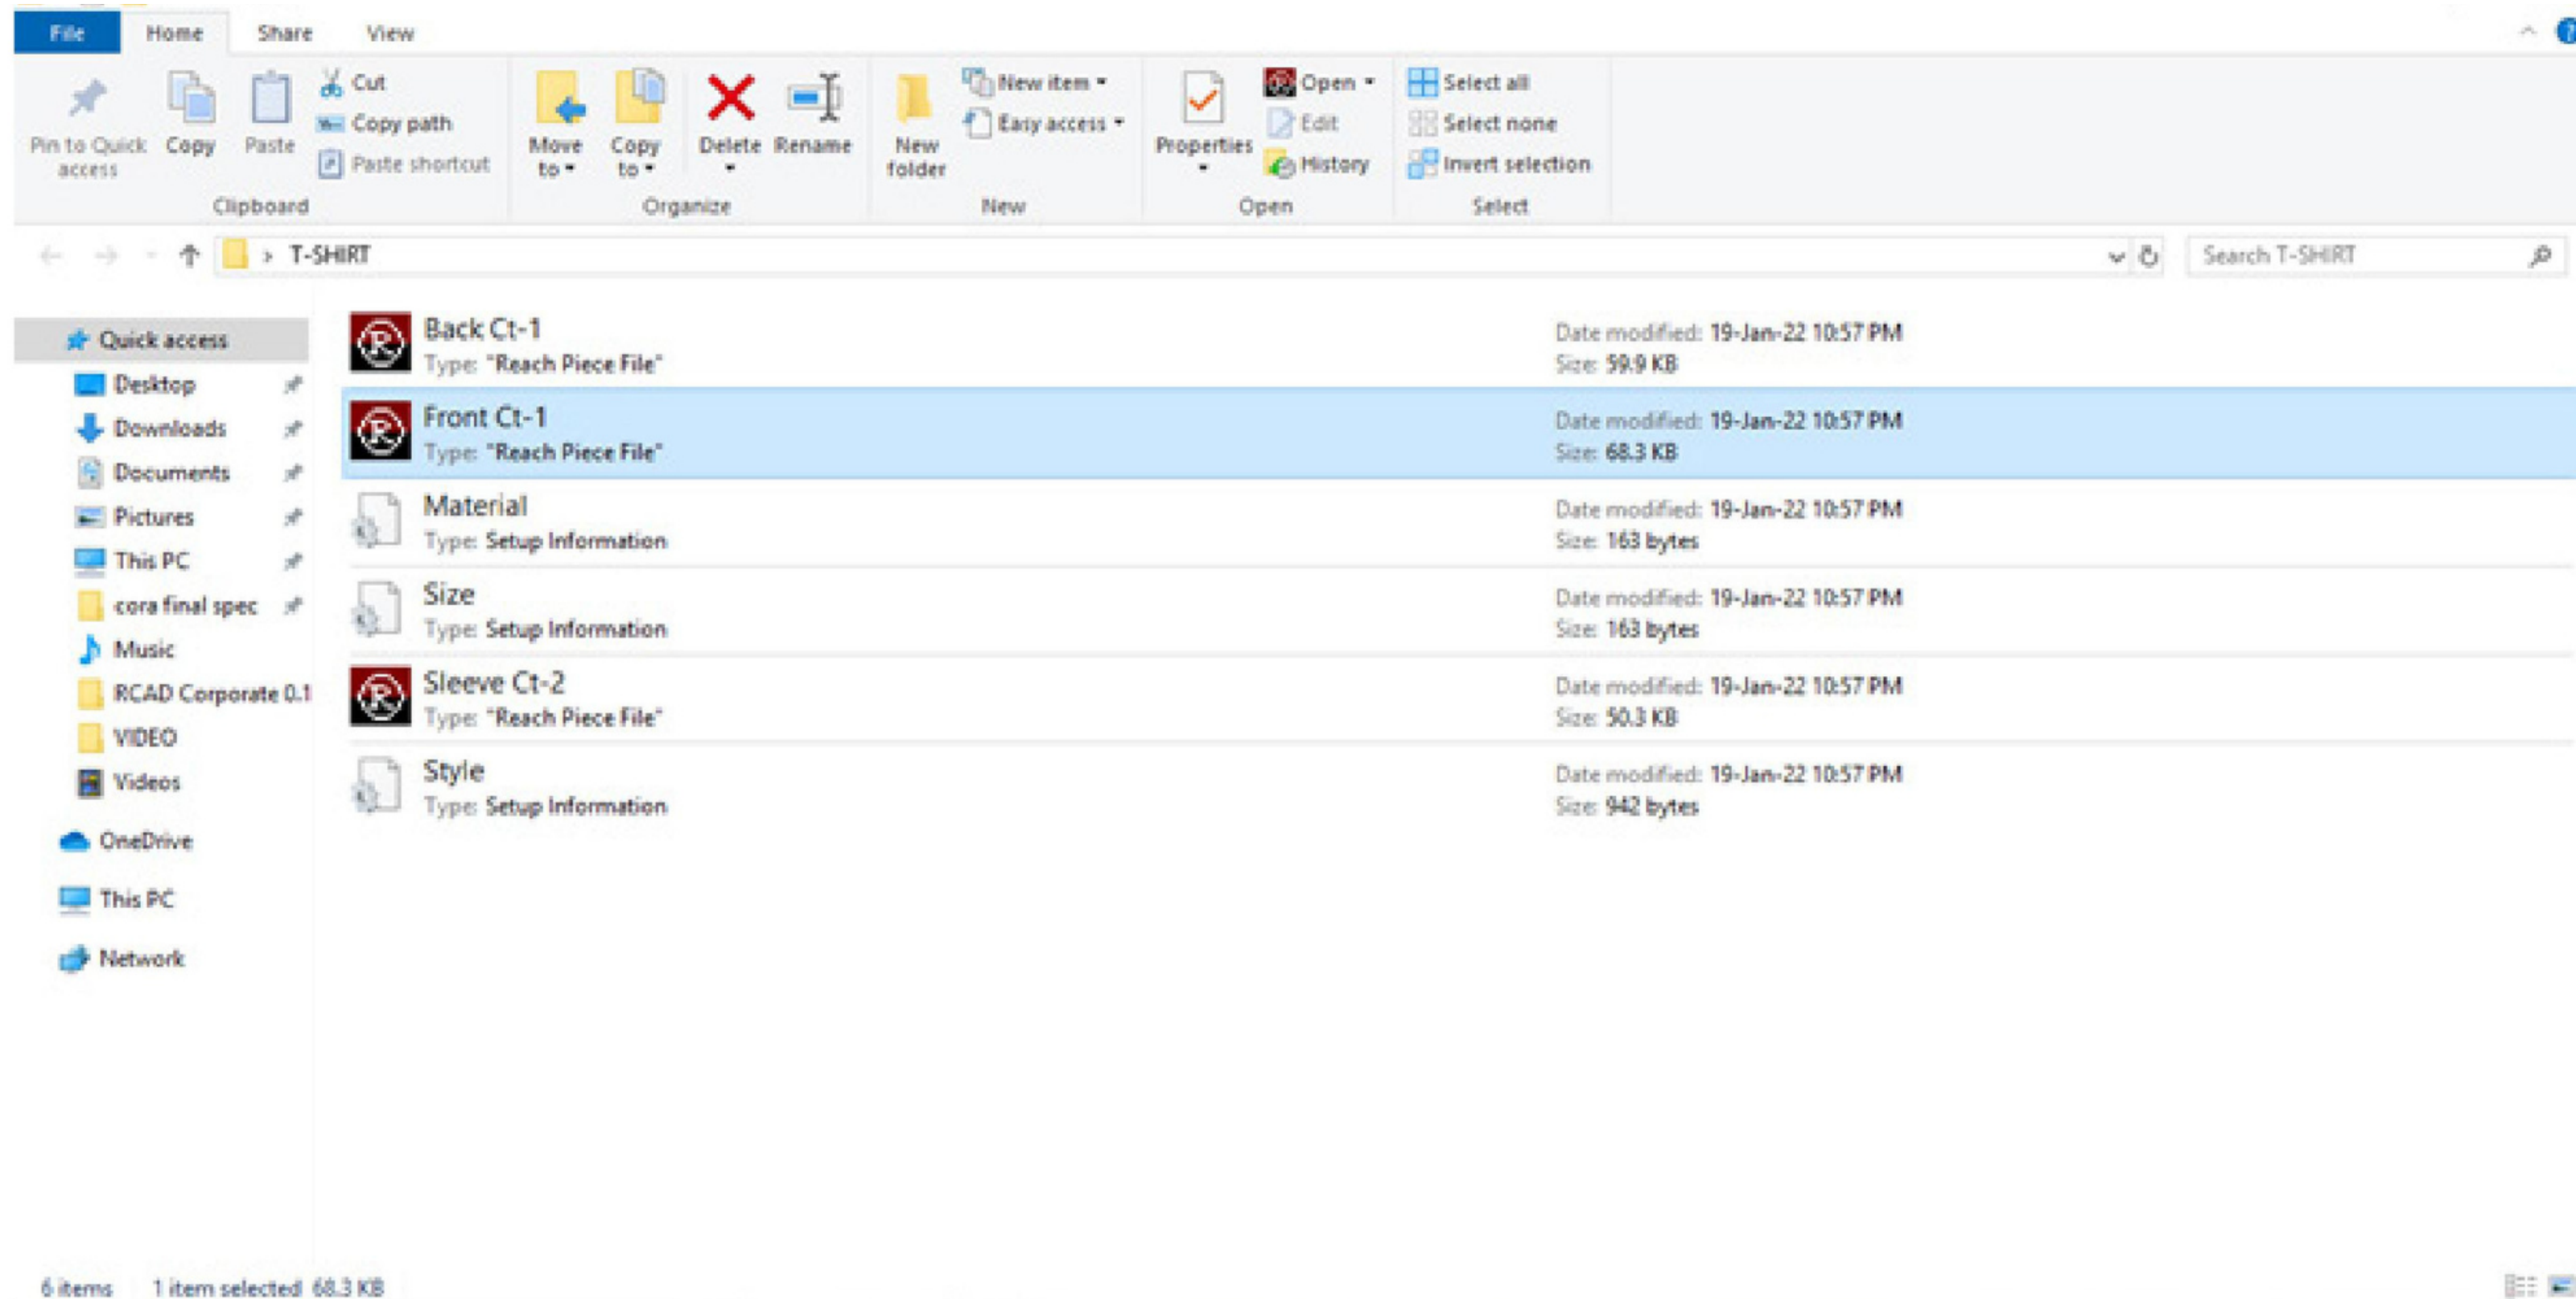 File Home Share View
Pin to Quick access
Copy
Paste
Cut
Copy path
Paste shortcut
Clipboard
Move to
Copy to
Delete
Rename
Organize
New folder
New item
Easy access
New
Properties
Open
Edit
History
Open
Select all
Select none
Invert selection
Select
T-SHIRT
Search T-SHIRT
Quick access
Desktop
Downloads
Documents
Pictures
This PC
cora final spec
Music
RCAD Corporate 0.1
VIDEO
Videos
OneDrive
This PC
Network
Back Ct-1
Type: "Reach Piece File"
Date modified: 19-Jan-22 10:57 PM
Size: 59.9 KB
Front Ct-1
Type: "Reach Piece File"
Date modified: 19-Jan-22 10:57 PM
Size: 68.3 KB
Material
Type: Setup Information
Date modified: 19-Jan-22 10:57 PM
Size: 163 bytes
Size
Type: Setup Information
Date modified: 19-Jan-22 10:57 PM
Size: 163 bytes
Sleeve Ct-2
Type: "Reach Piece File"
Date modified: 19-Jan-22 10:57 PM
Size: 50.3 KB
Style
Type: Setup Information
Date modified: 19-Jan-22 10:57 PM
Size: 942 bytes
6 items 1 item selected 68.3 KB